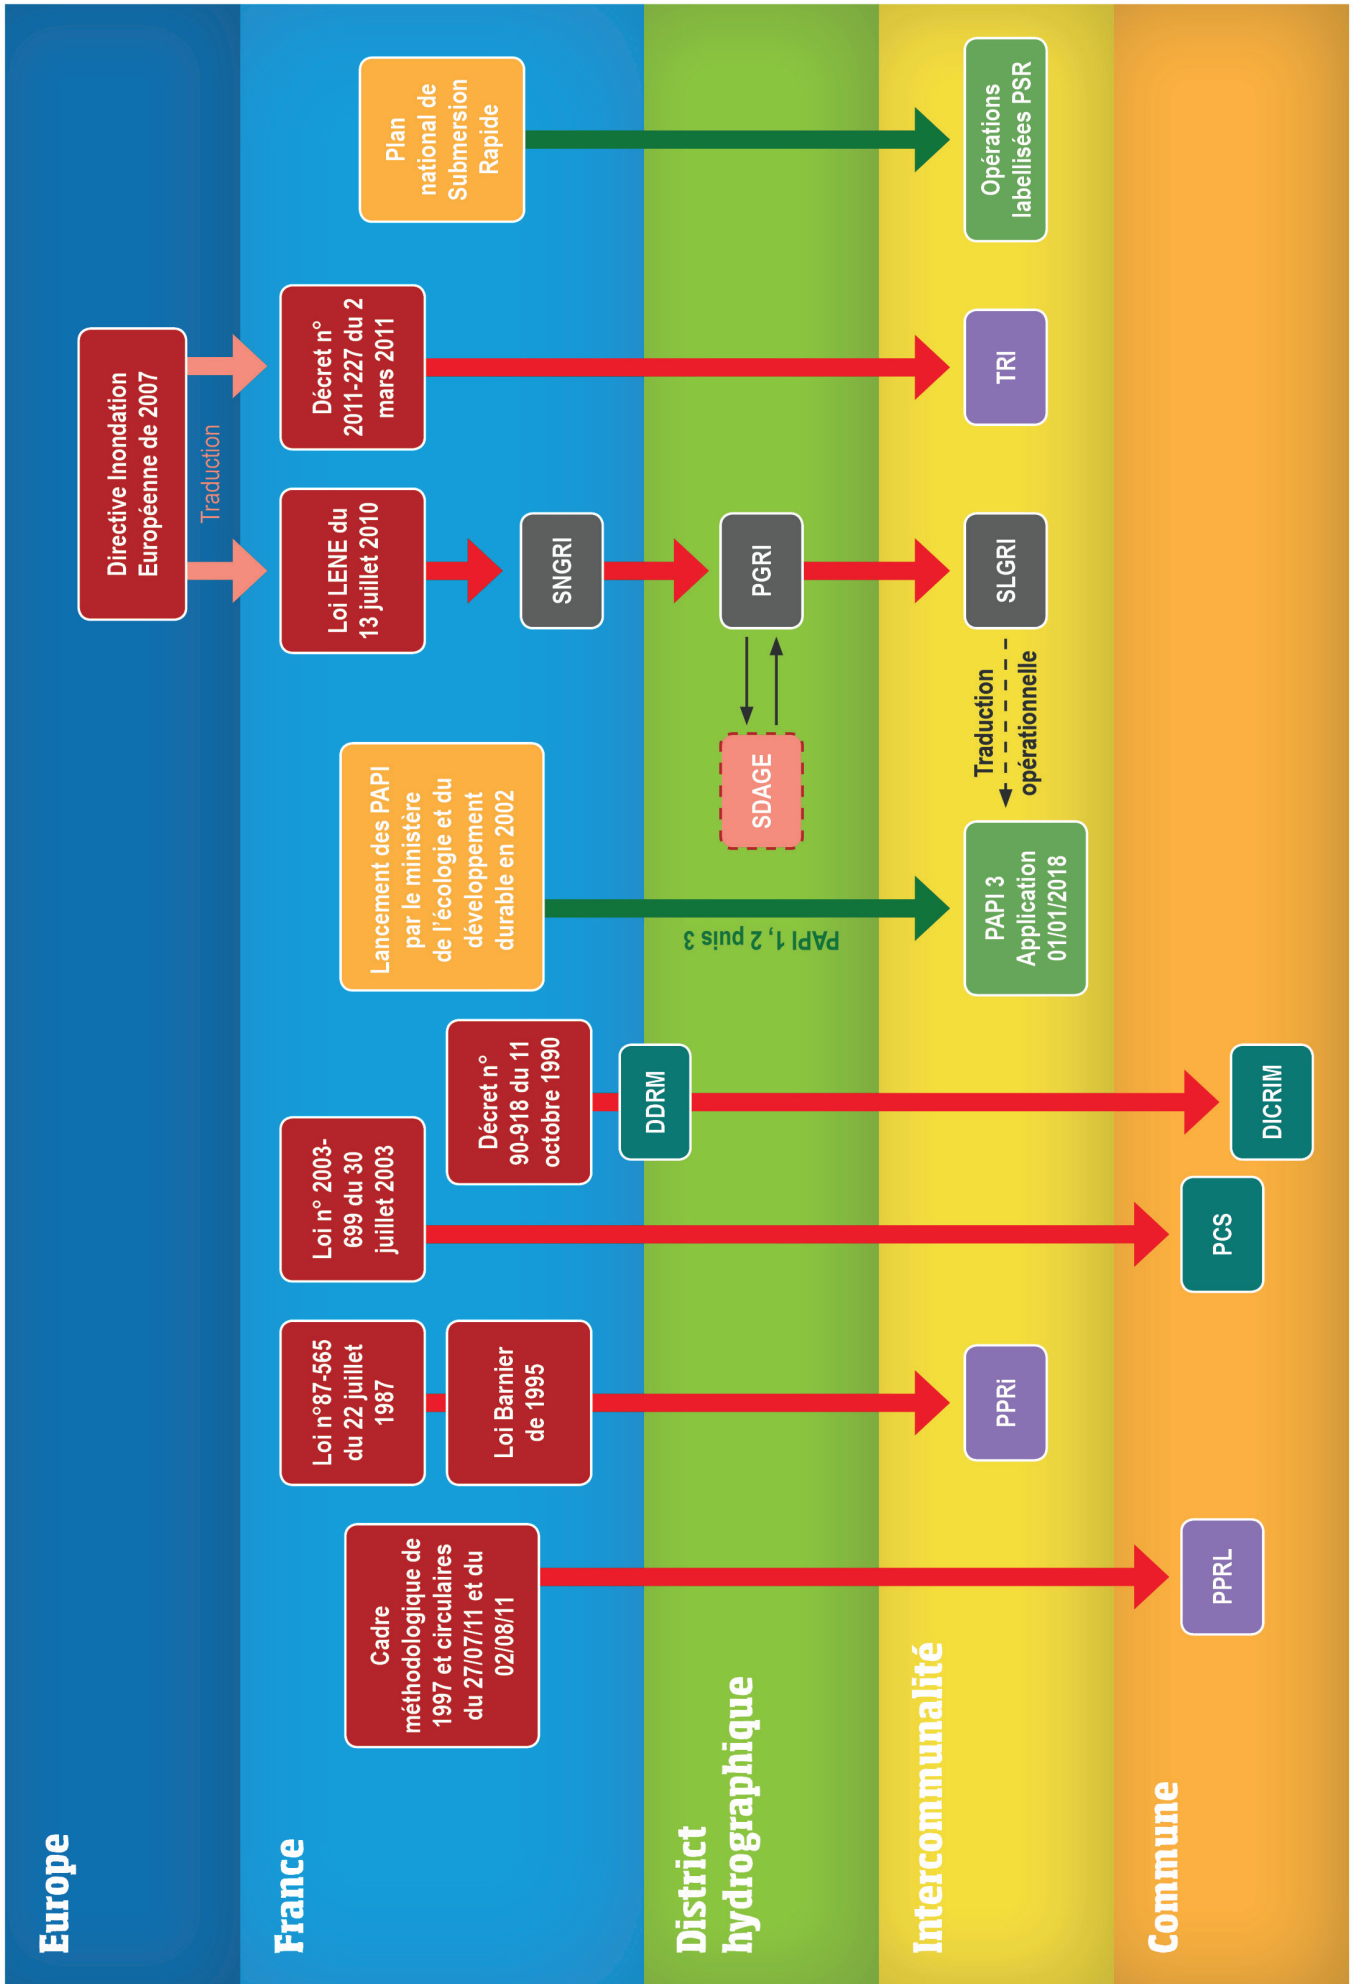 Europe
Directive Inondation
Européenne de 2007
Traduction
France
Cadre
méthodologique de
1997 et circulaires
du 27/07/11 et du
02/08/11
Loi n°87-565
du 22 juillet
1987
Loi Barnier
de 1995
Loi n° 2003-
699 du 30
juillet 2003
Décret n°
90-918 du 11
octobre 1990
DDRM
Lancement des PAPI
par le ministère
de l'écologie et du
développement
durable en 2002
Loi LENE du
13 juillet 2010
SNGRI
Décret n°
2011-227 du 2
mars 2011
Plan
national de
Submersion
Rapide
District
hydrographique
PAPI 1, 2 puis 3
SDAGE
PGRI
Intercommunalité
PPRi
PAPI 3
Application
01/01/2018
Traduction
opérationnelle
SLGRI
TRI
Opérations
labellisées PSR
Commune
PPRL
PCS
DICRIM